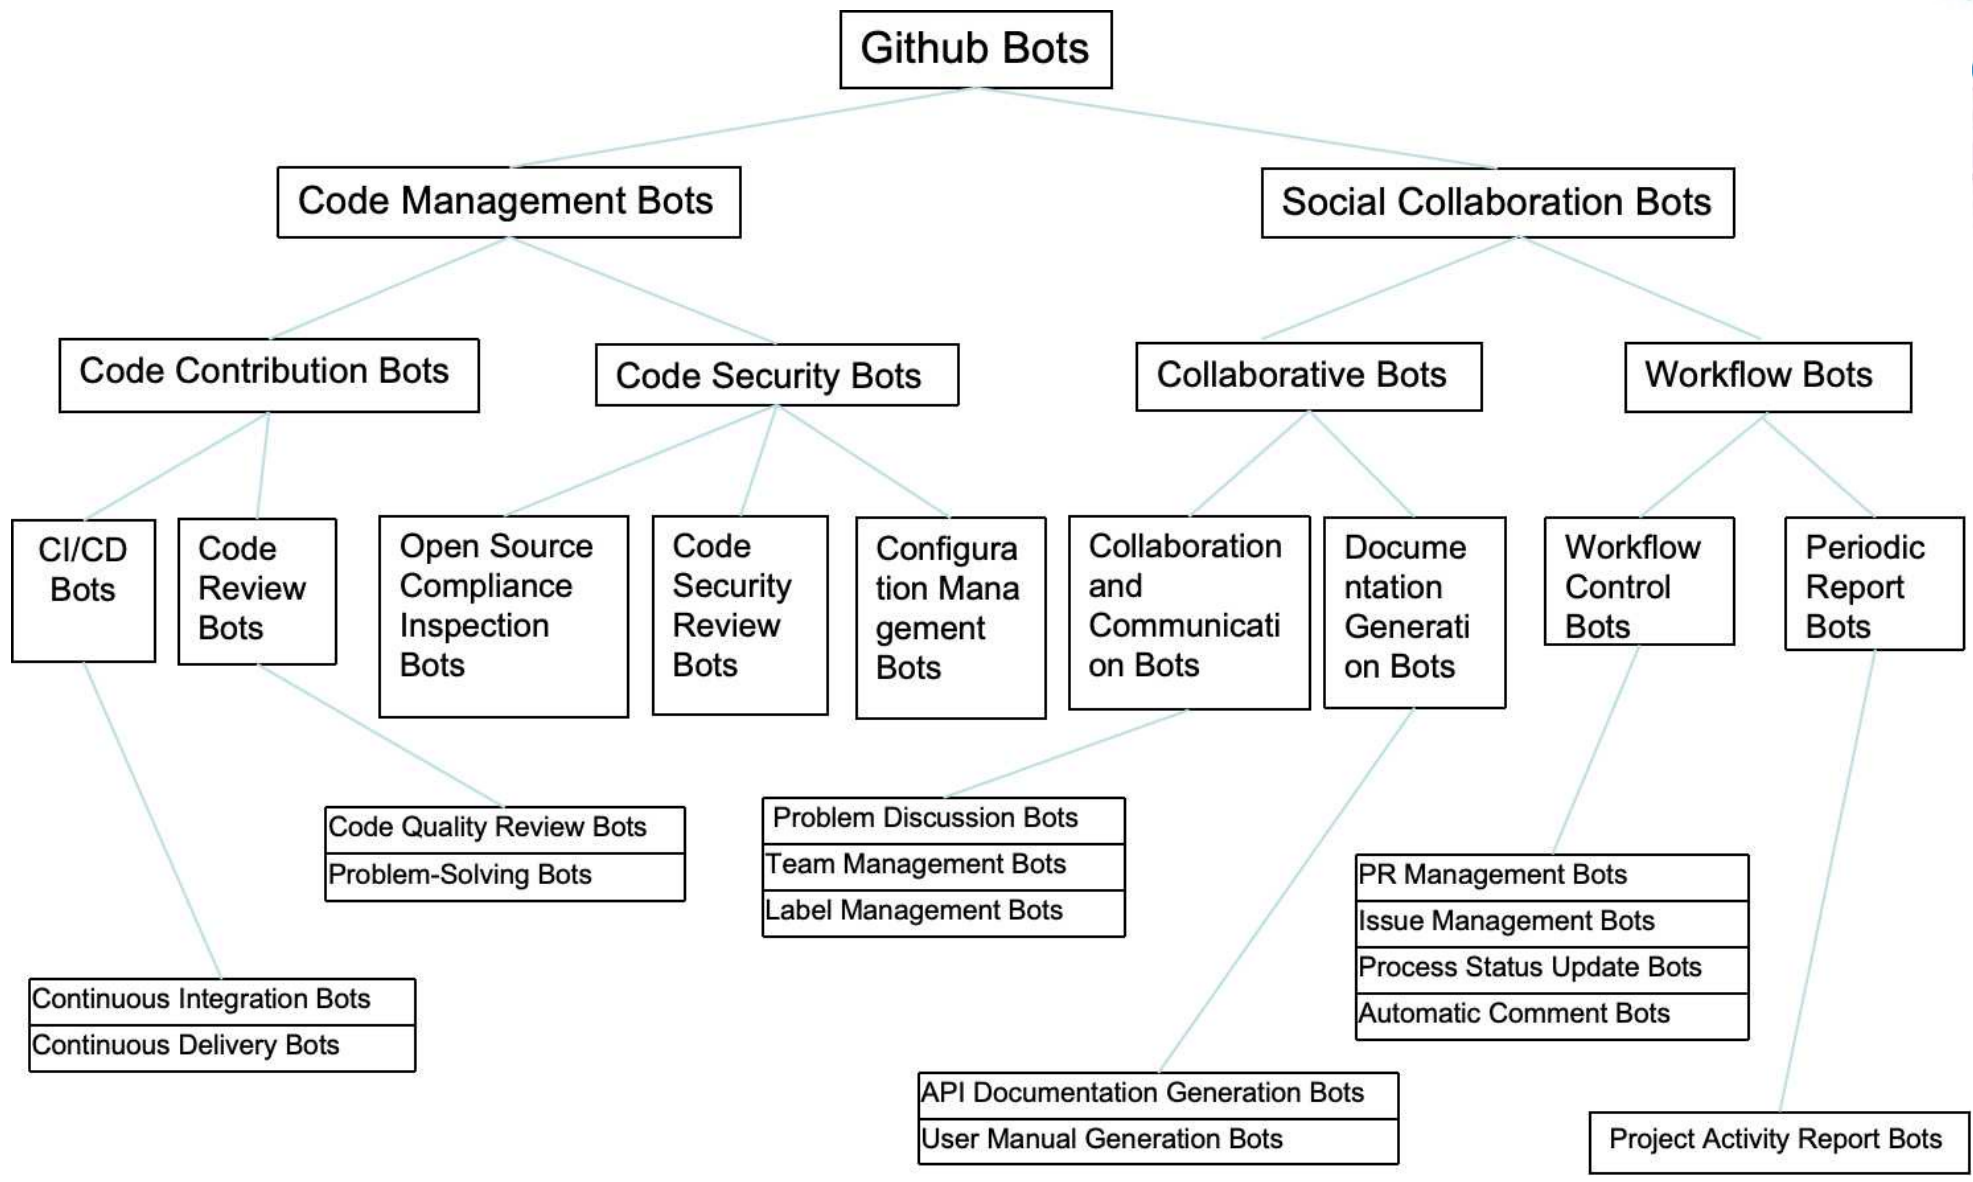 Github Bots
Code Management Bots
Social Collaboration Bots
Code Contribution Bots
Code Security Bots
Collaborative Bots
Workflow Bots
CI/CD
Bots
Code
Review
Bots
Open Source
Compliance
Inspection
Bots
Code
Security
Review
Bots
Configura
tion Mana
gement
Bots
Collaboration
and
Communicati
on Bots
Docume
ntation
Generati
on Bots
Workflow
Control
Bots
Periodic
Report
Bots
Code Quality Review Bots
Problem-Solving Bots
Problem Discussion Bots
Team Management Bots
Label Management Bots
PR Management Bots
Issue Management Bots
Process Status Update Bots
Automatic Comment Bots
Continuous Integration Bots
Continuous Delivery Bots
API Documentation Generation Bots
User Manual Generation Bots
Project Activity Report Bots